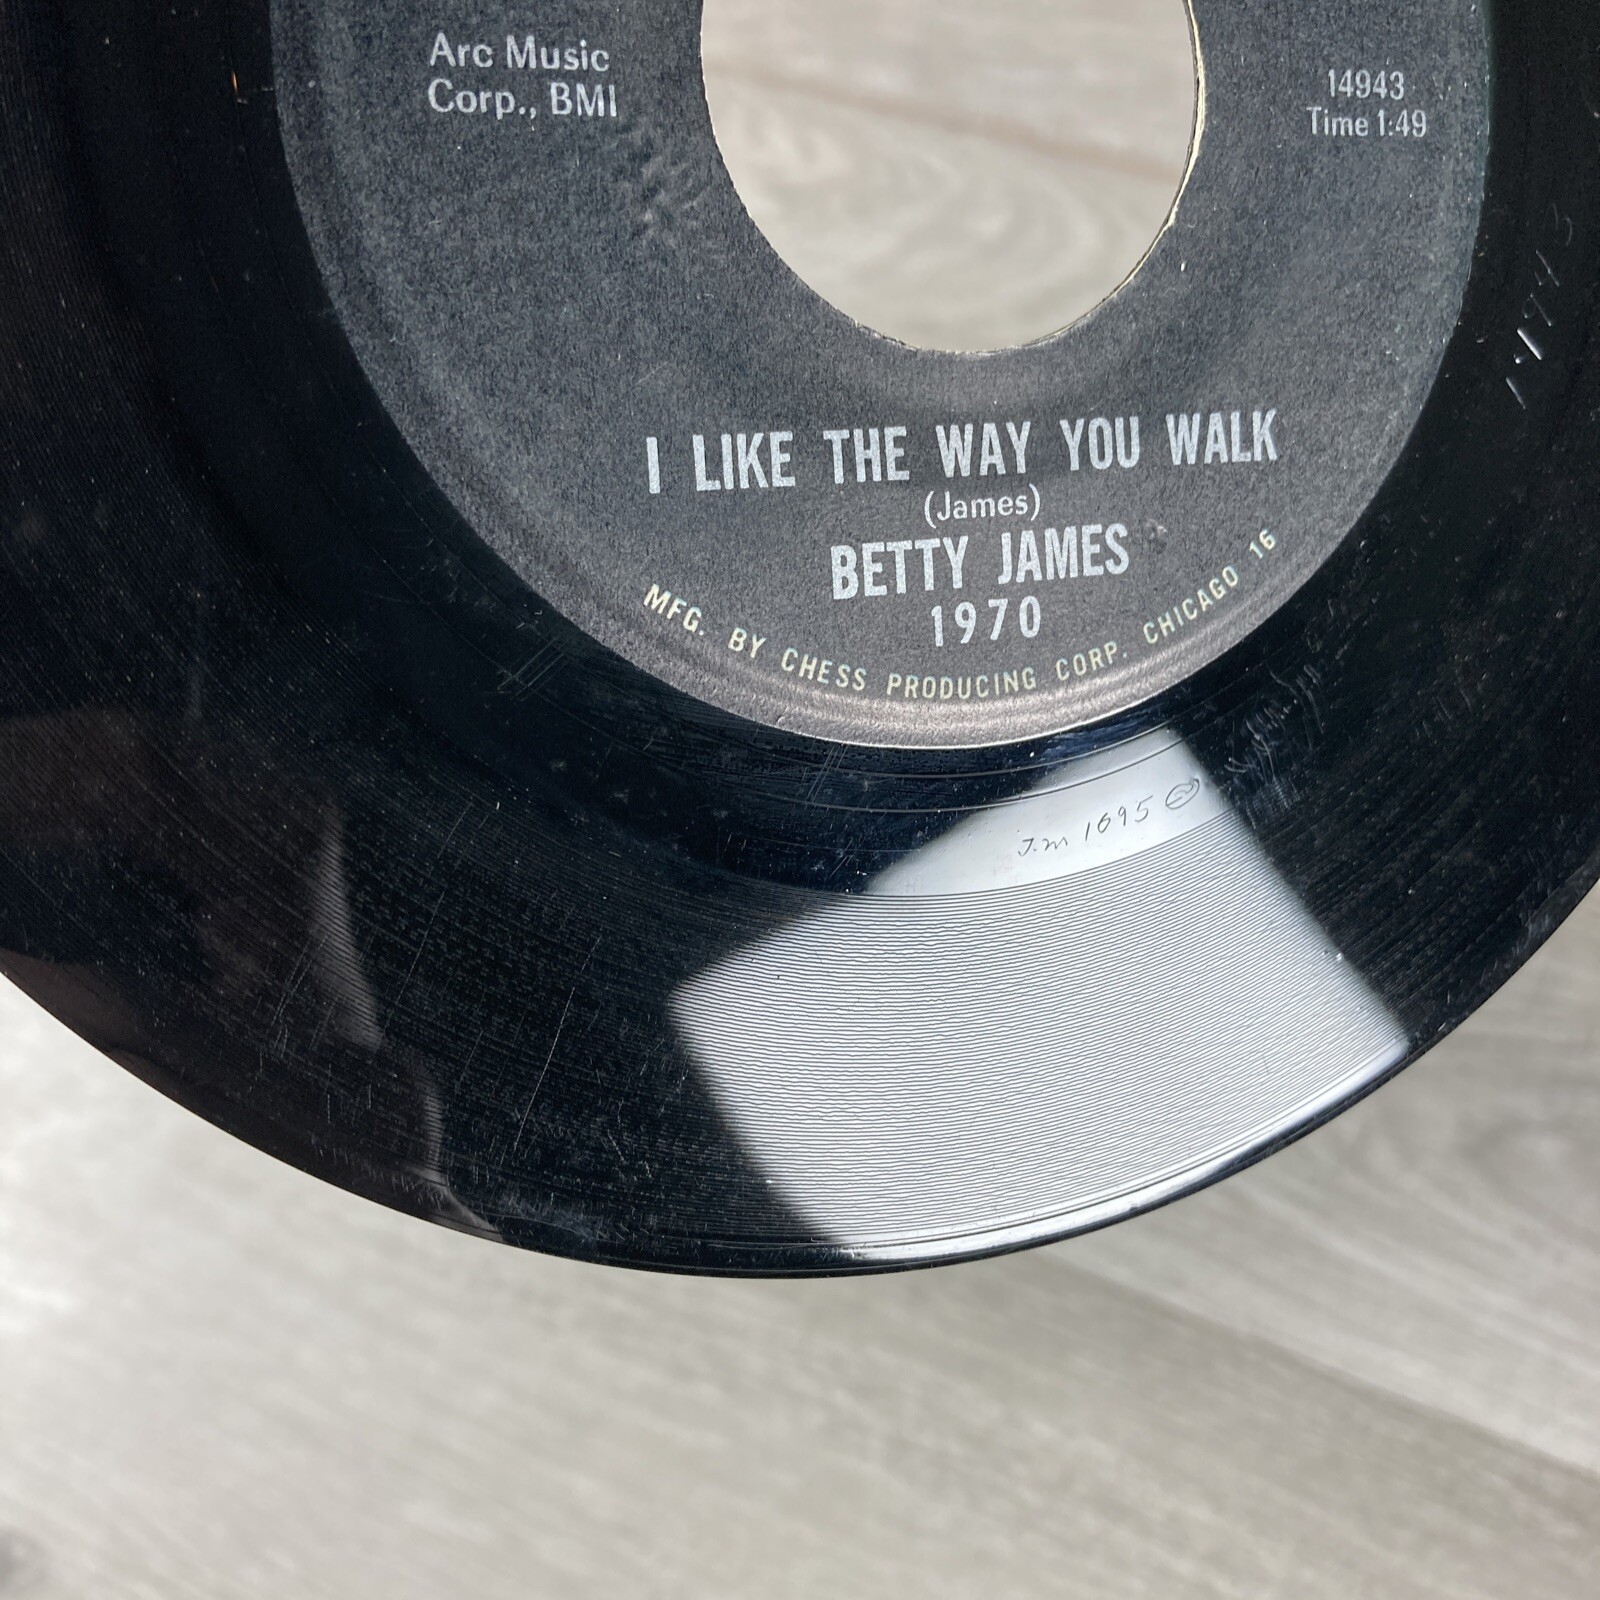 Arc Music
Corp., BMI
14943
Time 1:49
I LIKE THE WAY YOU WALK
(James)
BETTY JAMES
1970
MFG. BY CHESS PRODUCING CORP. CHICAGO 16
J.M 1695